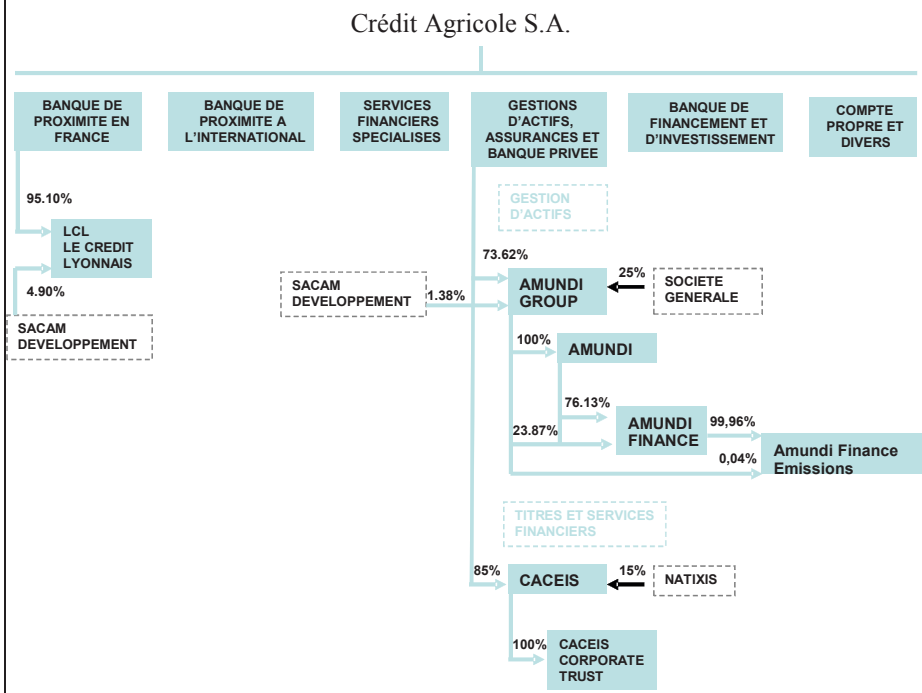 Crédit Agricole S.A.
BANQUE DE
PROXIMITE EN
FRANCE
BANQUE DE
PROXIMITE A
L'INTERNATIONAL
SERVICES
FINANCIERS
SPECIALISES
GESTIONS
D'ACTIFS,
ASSURANCES ET
BANQUE PRIVEE
BANQUE DE
FINANCEMENT ET
D'INVESTISSEMENT
COMPTE
PROPRE ET
DIVERS
95.10%
LCL
LE CREDIT
LYONNAIS
4.90%
SACAM
DEVELOPPEMENT
GESTION
D'ACTIFS
73.62%
SACAM
DEVELOPPEMENT
1.38%
AMUNDI
GROUP
25%
SOCIETE
GENERALE
100%
AMUNDI
76.13%
23.87%
AMUNDI
FINANCE
99,96%
0,04%
Amundi Finance
Emissions
TITRES ET SERVICES
FINANCIERS
85%
CACEIS
15%
NATIXIS
100%
CACEIS
CORPORATE
TRUST